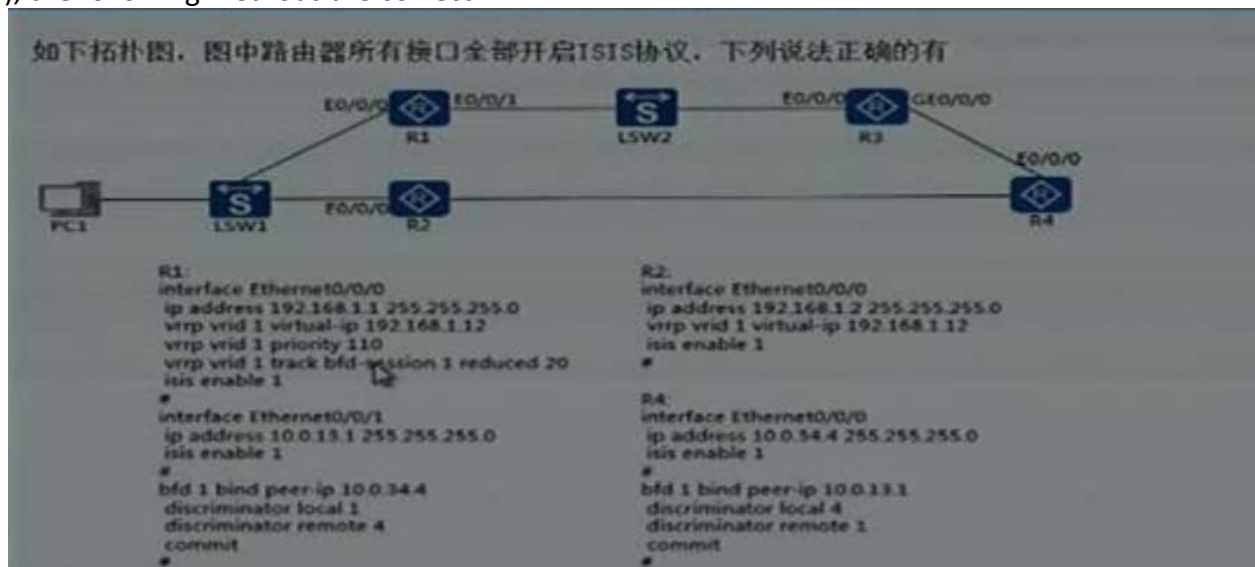 ), the following methods are correct:
如下拓扑图，图中路由器所有接口全部开启ISIS协议，下列说法正确的有
E0/0/0
E0/0/1
E0/0/0
GE0/0/0
R1
LSW2
R3
E0/0/0
PC1
LSW1
E0/0/0
R2
R4
R1:
interface Ethernet0/0/0
ip address 192.168.1.1 255.255.255.0
vrrp vrid 1 virtual-ip 192.168.1.12
vrrp vrid 1 priority 110
vrrp vrid 1 track bfd-session 1 reduced 20
isis enable 1
#
interface Ethernet0/0/1
ip address 10.0.13.1 255.255.255.0
isis enable 1
#
bfd 1 bind peer-ip 10.0.34.4
discriminator local 1
discriminator remote 4
commit
#
R2:
interface Ethernet0/0/0
ip address 192.168.1.2 255.255.255.0
vrrp vrid 1 virtual-ip 192.168.1.12
isis enable 1
#
R4:
interface Ethernet0/0/0
ip address 10.0.34.4 255.255.255.0
isis enable 1
#
bfd 1 bind peer-ip 10.0.13.1
discriminator local 4
discriminator remote 1
commit
#